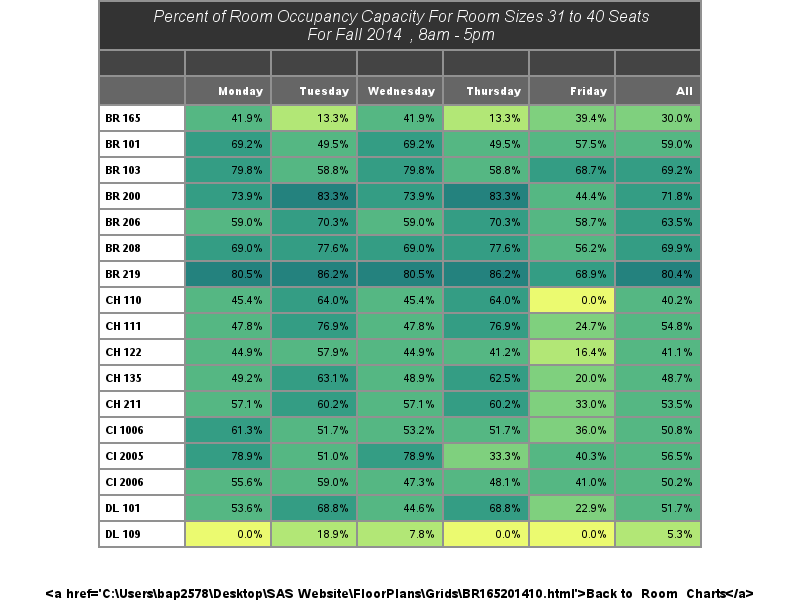 Percent of Room Occupancy Capacity For Room Sizes 31 to 40 Seats
For Fall 2014 , 8am - 5pm
Monday Tuesday Wednesday Thursday Friday All
BR 165 41.9% 13.3% 41.9% 13.3% 39.4% 30.0%
BR 101 69.2% 49.5% 69.2% 49.5% 57.5% 59.0%
BR 103 79.8% 58.8% 79.8% 58.8% 68.7% 69.2%
BR 200 73.9% 83.3% 73.9% 83.3% 44.4% 71.8%
BR 206 59.0% 70.3% 59.0% 70.3% 58.7% 63.5%
BR 208 69.0% 77.6% 69.0% 77.6% 56.2% 69.9%
BR 219 80.5% 86.2% 80.5% 86.2% 68.9% 80.4%
CH 110 45.4% 64.0% 45.4% 64.0% 0.0% 40.2%
CH 111 47.8% 76.9% 47.8% 76.9% 24.7% 54.8%
CH 122 44.9% 57.9% 44.9% 41.2% 16.4% 41.1%
CH 135 49.2% 63.1% 48.9% 62.5% 20.0% 48.7%
CH 211 57.1% 60.2% 57.1% 60.2% 33.0% 53.5%
CI 1006 61.3% 51.7% 53.2% 51.7% 36.0% 50.8%
CI 2005 78.9% 51.0% 78.9% 33.3% 40.3% 56.5%
CI 2006 55.6% 59.0% 47.3% 48.1% 41.0% 50.2%
DL 101 53.6% 68.8% 44.6% 68.8% 22.9% 51.7%
DL 109 0.0% 18.9% 7.8% 0.0% 0.0% 5.3%
<a href='C:\Users\bap2578\Desktop\SAS Website\FloorPlans\Grids\BR165201410.html'>Back to Room Charts</a>